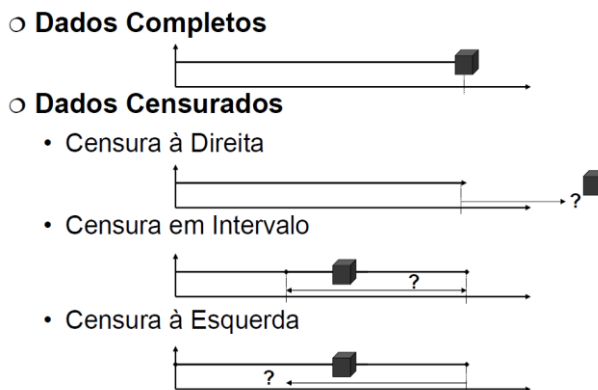 Dados Completos
Dados Censurados
• Censura à Direita
?
• Censura em Intervalo
?
• Censura à Esquerda
?